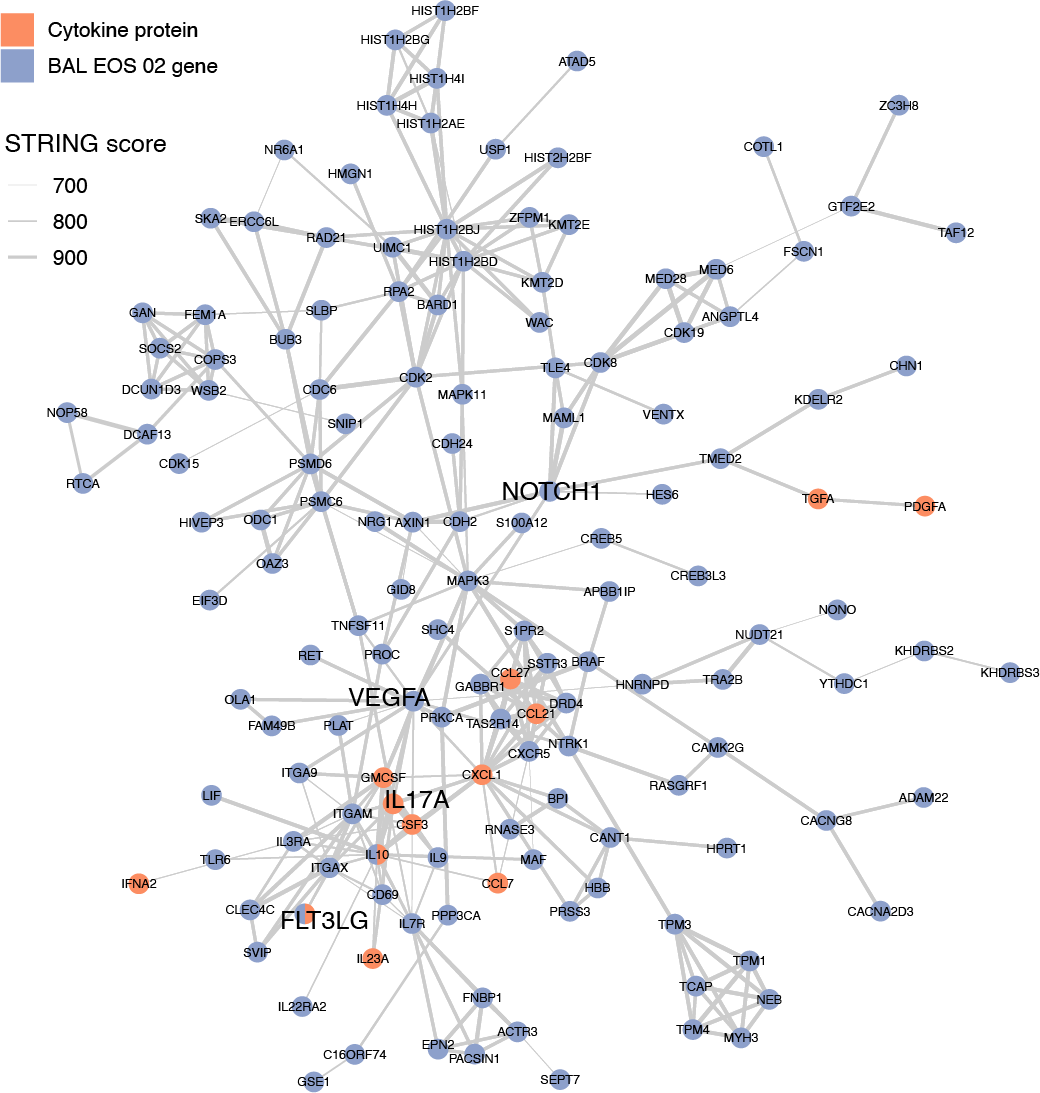 Cytokine protein
BAL EOS 02 gene
STRING score
700
800
900
HIST1H2BF
HIST1H2BG
ATAD5
HIST1H4I
HIST1H4H
ZC3H8
HIST1H2AE
NR6A1
USP1
COTL1
HIST2H2BF
HMGN1
GTF2E2
SKA2
ERCC6L
ZFPM1
KMT2E
HIST1H2BJ
TAF12
RAD21
UIMC1
FSCN1
HIST1H2BD
MED6
MED28
KMT2D
RPA2
BARD1
GAN
FEM1A
SLBP
ANGPTL4
WAC
CDK19
BUB3
SOCS2
COPS3
CDK8
TLE4
CHN1
CDK2
DCUN1D3
WSB2
CDC6
MAPK11
KDELR2
NOP58
VENTX
MAML1
SNIP1
DCAF13
CDH24
TMED2
CDK15
PSMD6
RTCA
NOTCH1
HES6
TGFA
PDGFA
PSMC6
HIVEP3
ODC1
NRG1
AXIN1
CDH2
S100A12
CREB5
OAZ3
CREB3L3
MAPK3
GID8
APBB1IP
EIF3D
NONO
TNFSF11
SHC4
S1PR2
NUDT21
RET
PROC
KHDRBS2
SSTR3
BRAF
CCL27
KHDRBS3
GABBR1
HNRNPD
TRA2B
YTHDC1
OLA1
VEGFA
DRD4
CCL21
FAM49B
PLAT
PRKCA
TAS2R14
NTRK1
CXCR5
CAMK2G
ITGA9
GMCSF
CXCL1
RASGRF1
LIF
IL17A
BPI
ADAM22
ITGAM
CSF3
CACNG8
RNASE3
IL3RA
CANT1
HPRT1
TLR6
IL10
IL9
MAF
ITGAX
IFNA2
CCL7
HBB
CD69
CLEC4C
FLT3LG
PRSS3
CACNA2D3
PPP3CA
IL7R
TPM3
SVIP
IL23A
TPM1
TCAP
NEB
IL22RA2
FNBP1
TPM4
MYH3
ACTR3
EPN2
PACSIN1
C16ORF74
GSE1
SEPT7